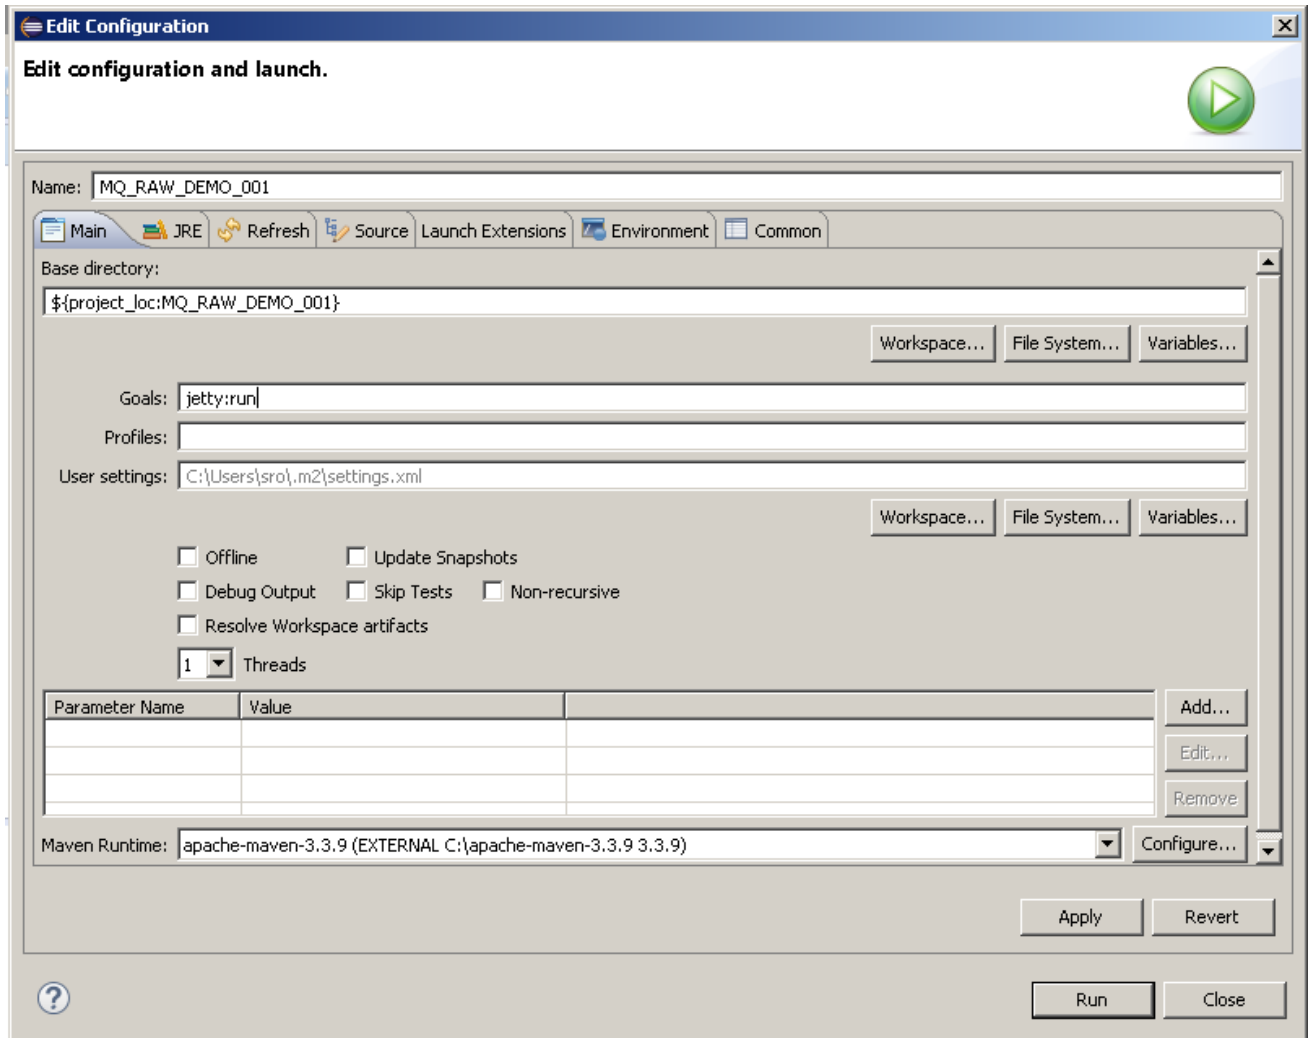 Edit Configuration
Edit configuration and launch.
Name: MQ_RAW_DEMO_001
Main JRE Refresh Source Launch Extensions Environment Common
Base directory:
${project_loc:MQ_RAW_DEMO_001}
Workspace... File System... Variables...
Goals: jetty:run
Profiles:
User settings: C:\Users\sro\.m2\settings.xml
Workspace... File System... Variables...
Offline Update Snapshots
Debug Output Skip Tests Non-recursive
Resolve Workspace artifacts
1 Threads
Parameter Name Value Add...
Edit...
Remove
Maven Runtime: apache-maven-3.3.9 (EXTERNAL C:\apache-maven-3.3.9 3.3.9) Configure...
Apply Revert
? Run Close